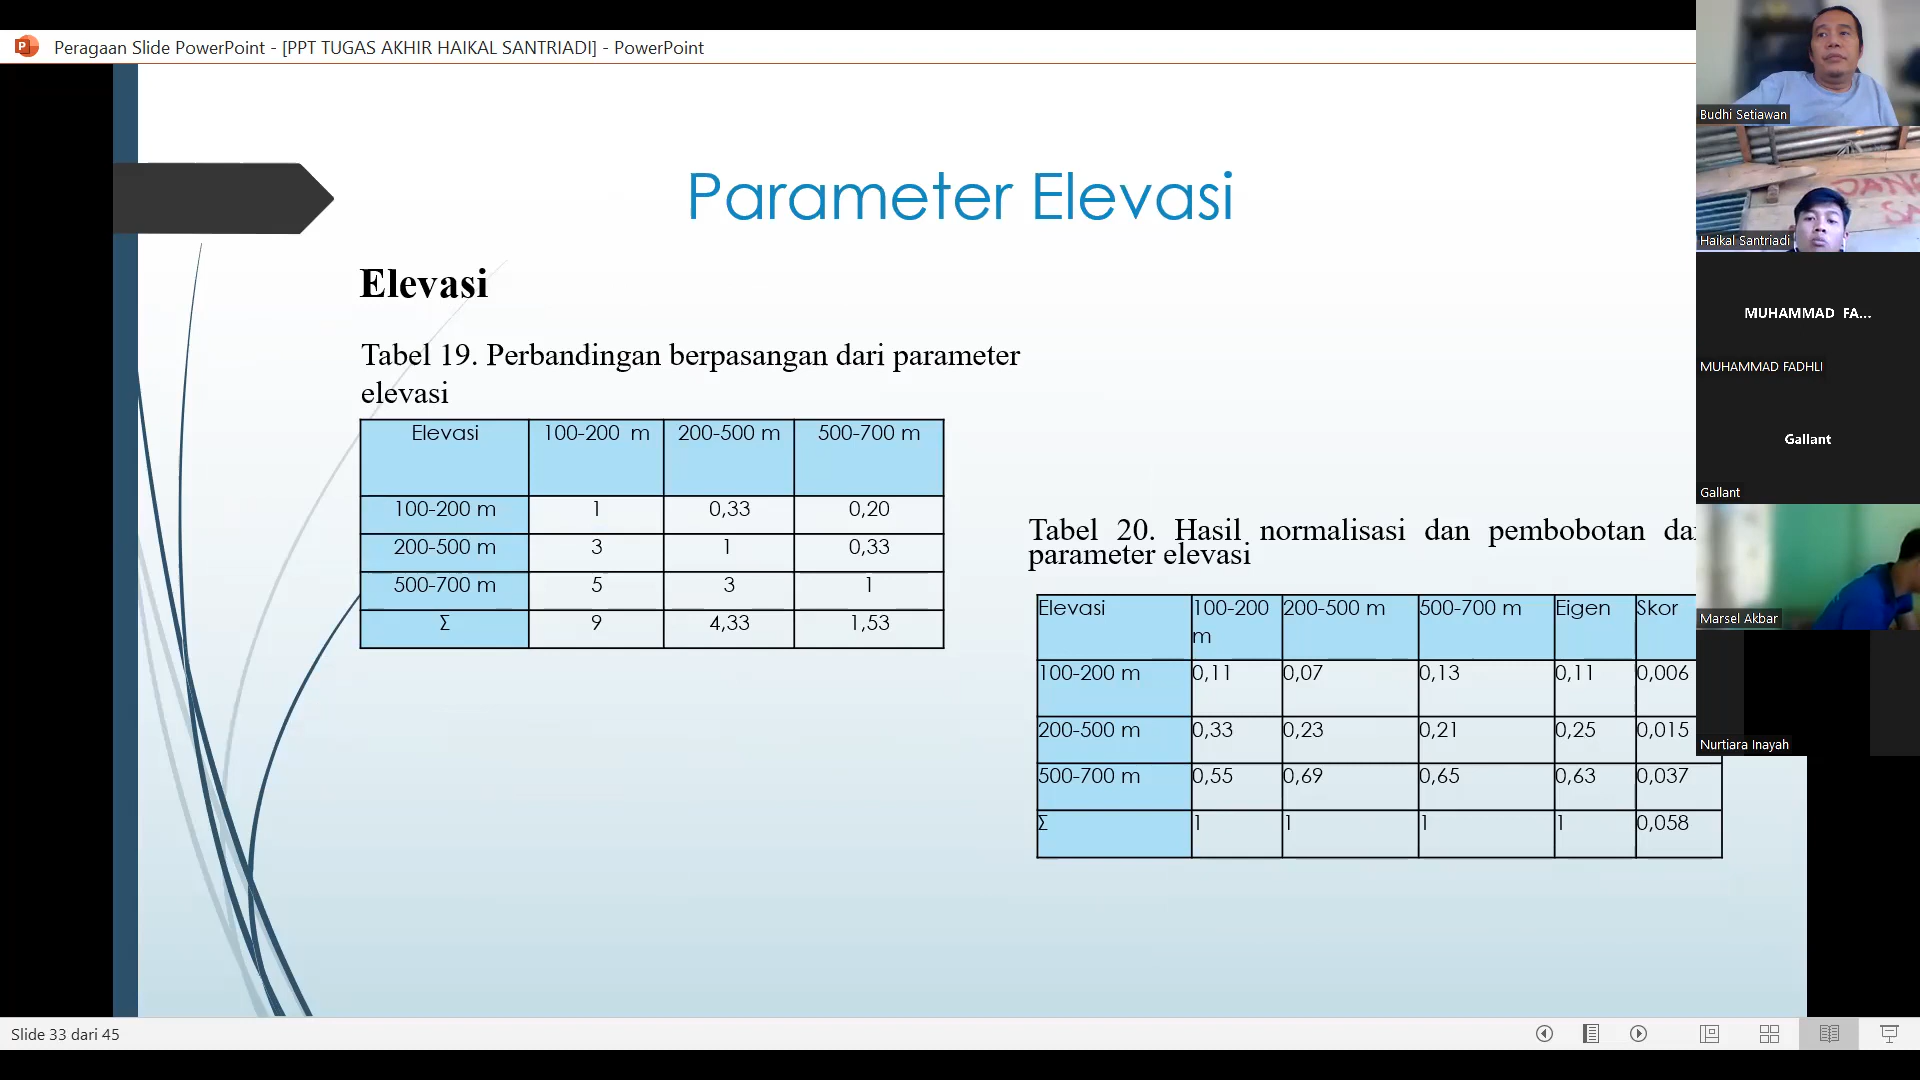 Peragaan Slide PowerPoint - [PPT TUGAS AKHIR HAIKAL SANTRIADI] - PowerPoint
Parameter Elevasi
Elevasi
Tabel 19. Perbandingan berpasangan dari parameter
elevasi
Elevasi 100-200 m 200-500 m 500-700 m
100-200 m 1 0,33 0,20
200-500 m 3 1 0,33
500-700 m 5 3 1
Σ 9 4,33 1,53
Tabel 20. Hasil normalisasi dan pembobotan
parameter elevasi
Elevasi 100-200 200-500 m 500-700 m Eigen Skor
m
100-200 m 0,11 0,07 0,13 0,11 0,006
200-500 m 0,33 0,23 0,21 0,25 0,015
500-700 m 0,55 0,69 0,65 0,63 0,037
Σ 1 1 1 1 0,058
Budhi Setiawan
Haikal Santriadi
MUHAMMAD FA...
MUHAMMAD FADHLI
Gallant
Gallant
Marsel Akbar
Nurtiara Inayah
Slide 33 dari 45